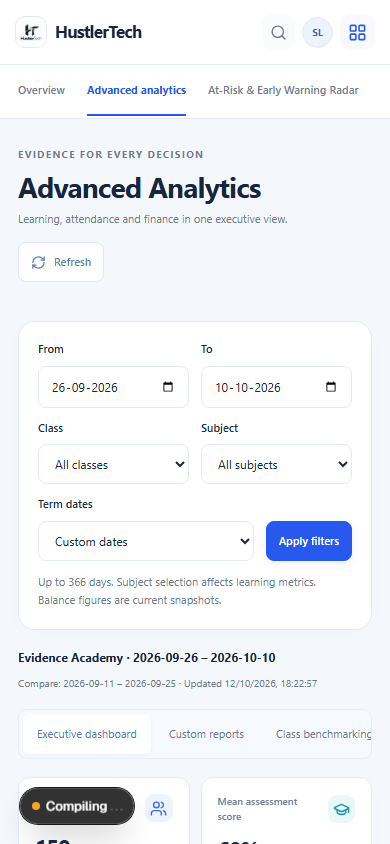 HustlerTech
SL
Overview
Advanced analytics
At-Risk & Early Warning Radar
EVIDENCE FOR EVERY DECISION
Advanced Analytics
Learning, attendance and finance in one executive view.
Refresh
From
To
26-09-2026
10-10-2026
Class
Subject
All classes
All subjects
Term dates
Custom dates
Apply filters
Up to 366 days. Subject selection affects learning metrics.
Balance figures are current snapshots.
Evidence Academy · 2026-09-26 – 2026-10-10
Compare: 2026-09-11 – 2026-09-25 · Updated 12/10/2026, 18:22:57
Executive dashboard
Custom reports
Class benchmarking
Compiling ...
Mean assessment
score